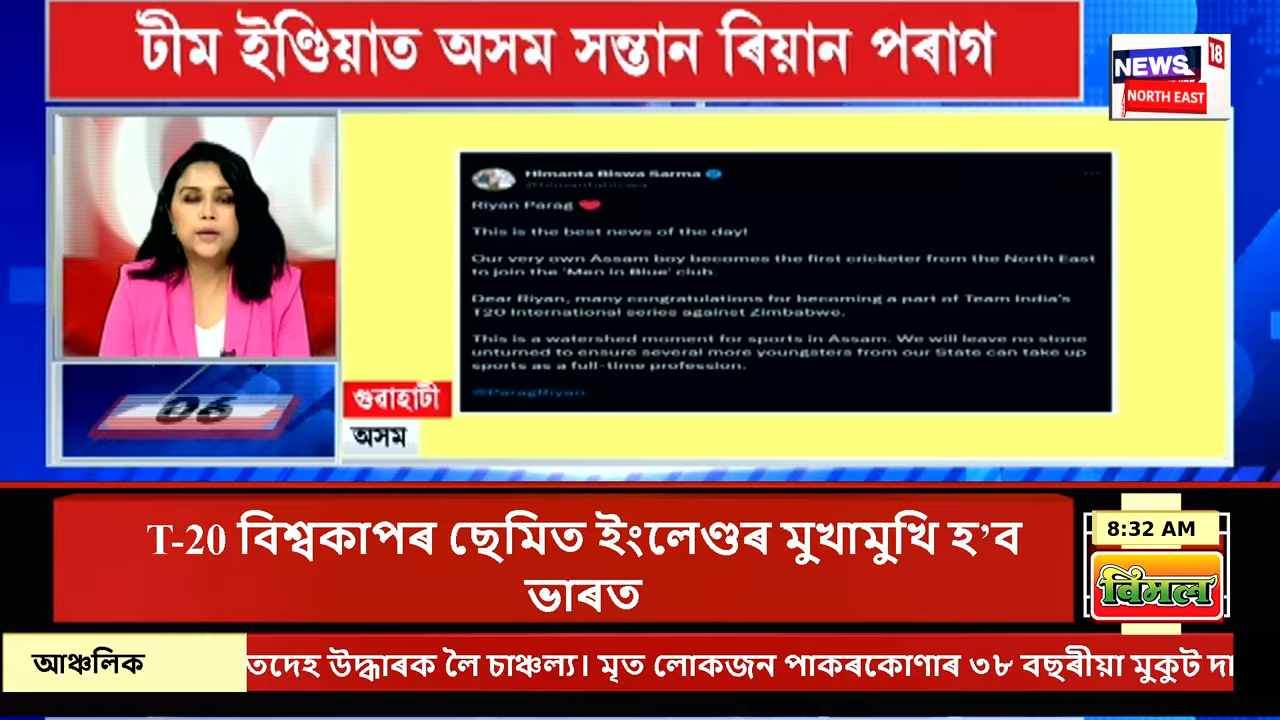 টীম ইণ্ডিয়াত অসম সন্তান ৰিয়ান পৰাগ
NEWS 18
NORTH EAST
Himanta Biswa Sarma
@himantabiswa
Riyan Parag ❤️
This is the best news of the day!
Our very own Assam boy becomes the first cricketer from the North East
to join the 'Men in Blue' club.
Dear Riyan, many congratulations for becoming a part of Team India's
T20 International series against Zimbabwe.
This is a watershed moment for sports in Assam. We will leave no stone
unturned to ensure several more youngsters from our State can take up
sports as a full-time profession.
@ParagRiyan
06
গুৱাহাটী
অসম
T-20 বিশ্বকাপৰ ছেমিত ইংলেণ্ডৰ মুখামুখি হ’ব
ভাৰত
8:32 AM
विमल
আঞ্চলিক
তদেহ উদ্ধাৰক লৈ চাঞ্চল্য। মৃত লোকজন পাকৰকোণাৰ ৩৮ বছৰীয়া মুকুট দা